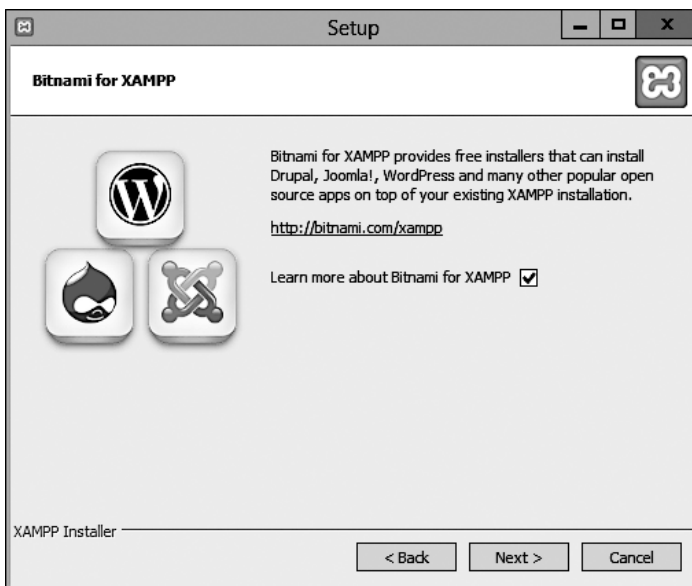 Setup
Bitnami for XAMPP
Bitnami for XAMPP provides free installers that can install
Drupal, Joomla!, WordPress and many other popular open
source apps on top of your existing XAMPP installation.
http://bitnami.com/xampp
Learn more about Bitnami for XAMPP
XAMPP Installer
< Back Next > Cancel